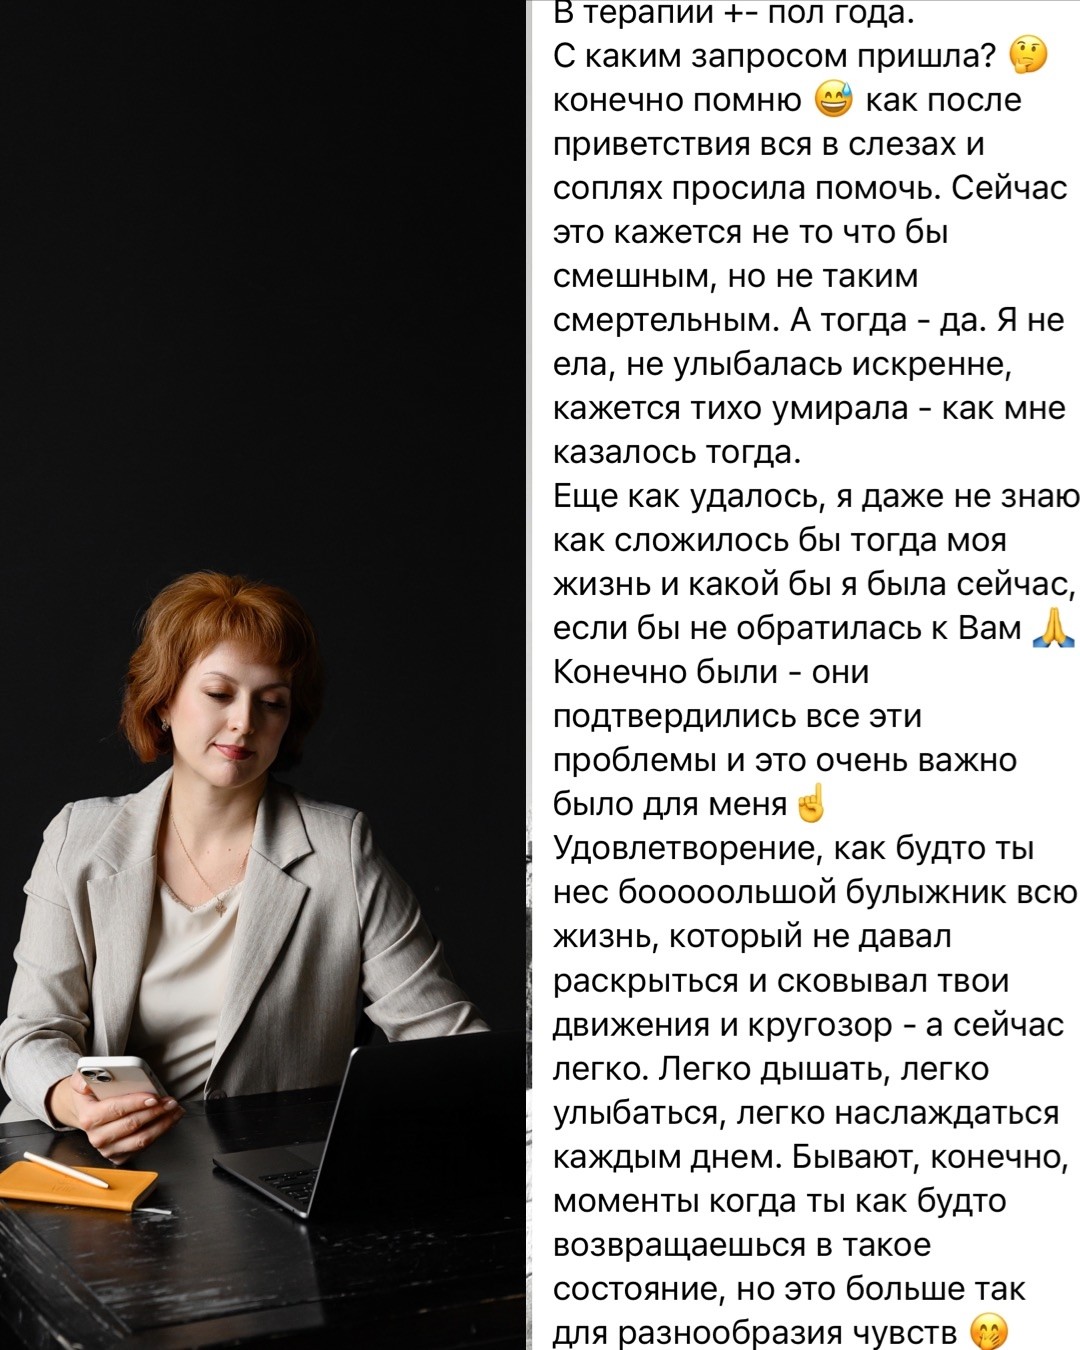 В терапии +- пол года.
С каким запросом пришла? 🤔
конечно помню 😅 как после
приветствия вся в слезах и
соплях просила помочь. Сейчас
это кажется не то что бы
смешным, но не таким
смертельным. А тогда - да. Я не
ела, не улыбалась искренне,
кажется тихо умирала - как мне
казалось тогда.
Еще как удалось, я даже не знаю
как сложилось бы тогда моя
жизнь и какой бы я была сейчас,
если бы не обратилась к Вам 🙏
Конечно были - они
подтвердились все эти
проблемы и это очень важно
было для меня ☝️
Удовлетворение, как будто ты
нес бооооольшой булыжник всю
жизнь, который не давал
раскрыться и сковывал твои
движения и кругозор - а сейчас
легко. Легко дышать, легко
улыбаться, легко наслаждаться
каждым днем. Бывают, конечно,
моменты когда ты как будто
возвращаешься в такое
состояние, но это больше так
для разнообразия чувств 🤭